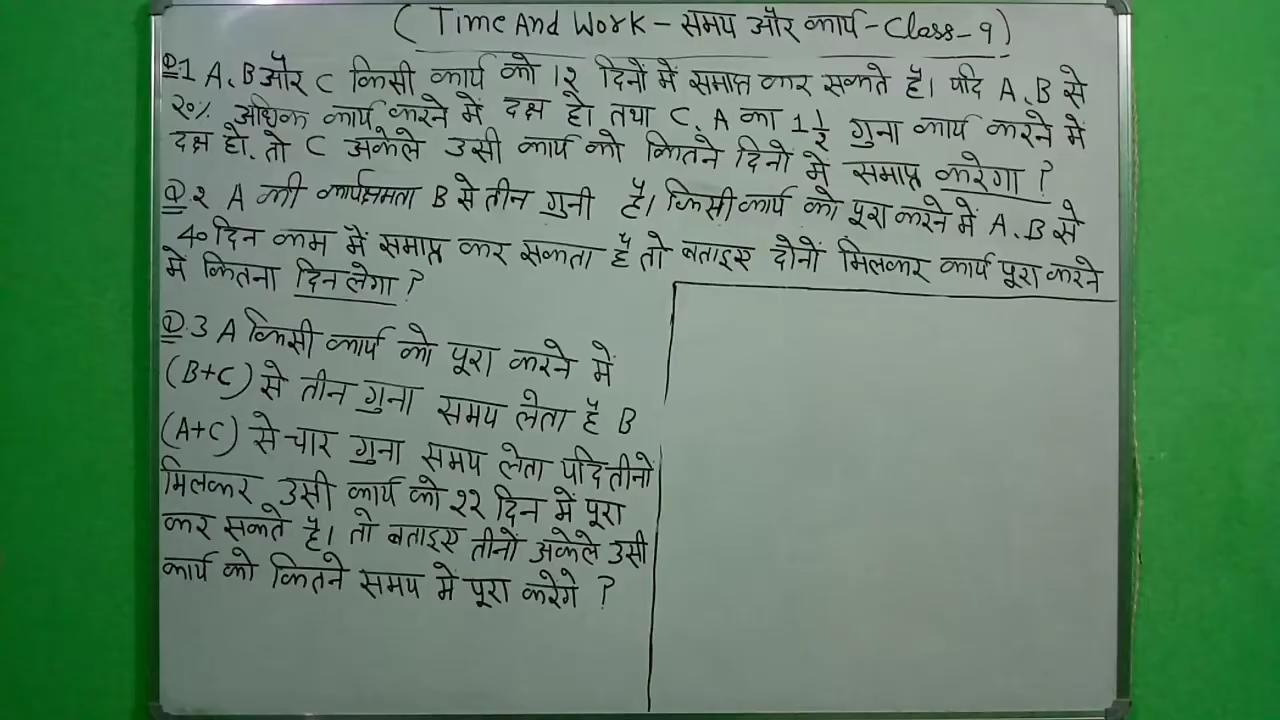 ( Time And Work - समय और कार्य - Class - 9 )
Q.1 A, B और C किसी कार्य को 12 दिनों में समाप्त कर सकते हैं। यदि A, B से
20% अधिक कार्य करने में दक्ष हो। तथा C, A का 1 1/2 गुना कार्य करने में
दक्ष हो. तो C अकेले उसी कार्य को कितने दिनों में समाप्त करेगा ?
Q.2 A की कार्यक्षमता B से तीन गुनी है। किसी कार्य को पूरा करने में A, B से
40 दिन कम में समाप्त कर सकता है तो बताइए दोनों मिलकर कार्य पूरा करने
में कितना दिन लेगा ?
Q.3 A किसी कार्य को पूरा करने में
(B+C) से तीन गुना समय लेता है B
(A+C) से चार गुना समय लेता यदि तीनों
मिलकर उसी कार्य को 22 दिन में पूरा
कर सकते है। तो बताइए तीनो अकेले उसी
कार्य को कितने समय में पूरा करेंगे ?